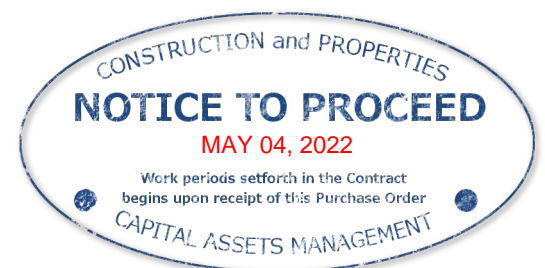 CONSTRUCTION and PROPERTIES
NOTICE TO PROCEED
MAY 04, 2022
Work periods setforth in the Contract
begins upon receipt of this Purchase Order
CAPITAL ASSETS MANAGEMENT